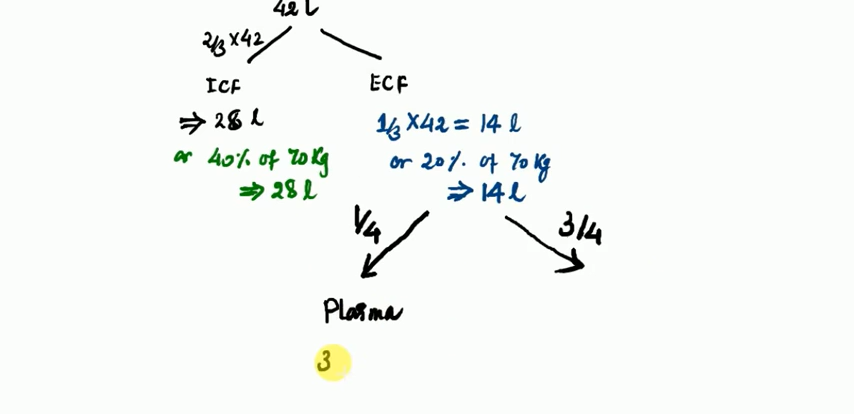 42 l
2/3 X 42
ICF ECF
⇒ 28 l 1/3 X 42 = 14 l
or 40% of 70 Kg or 20% of 70 Kg
⇒ 28 l ⇒ 14 l
1/4 3/4
Plasma
3